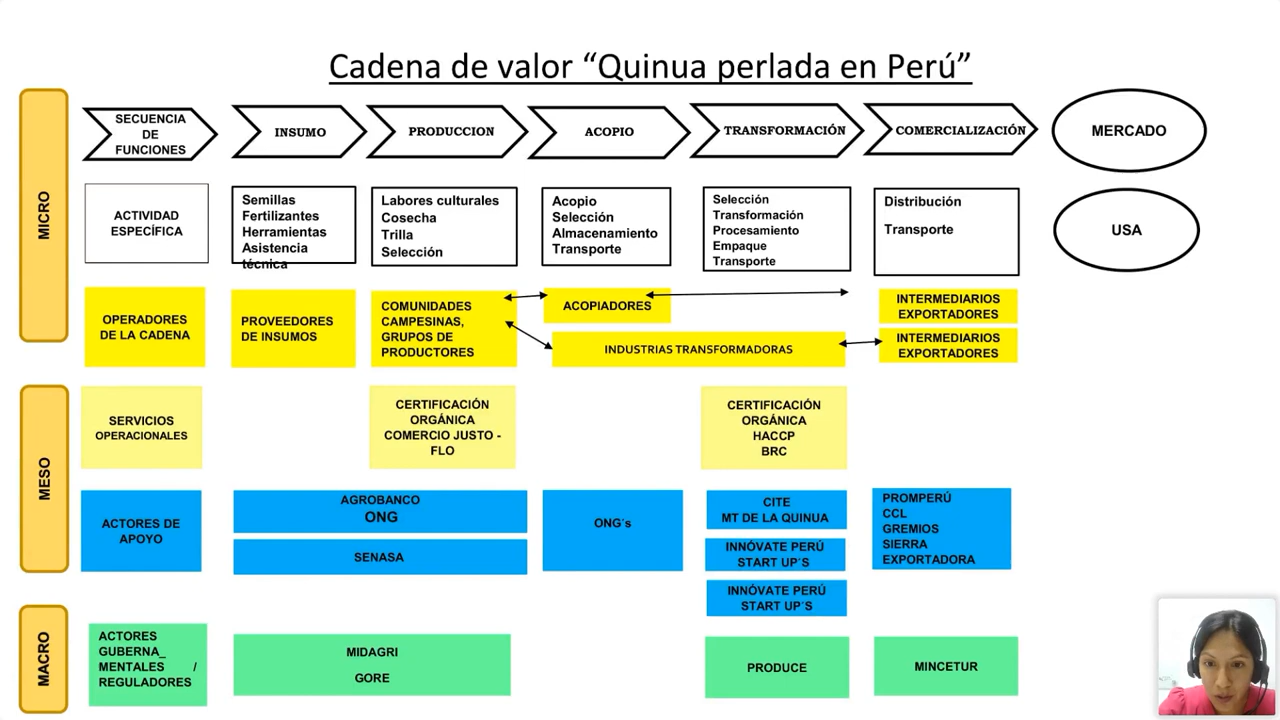 Cadena de valor “Quinua perlada en Perú”
MICRO
SECUENCIA
DE
FUNCIONES
INSUMO
PRODUCCION
ACOPIO
TRANSFORMACIÓN
COMERCIALIZACIÓN
MERCADO
ACTIVIDAD
ESPECÍFICA
Semillas
Fertilizantes
Herramientas
Asistencia
técnica
Labores culturales
Cosecha
Trilla
Selección
Acopio
Selección
Almacenamiento
Transporte
Selección
Transformación
Procesamiento
Empaque
Transporte
Distribución
Transporte
USA
OPERADORES
DE LA CADENA
PROVEEDORES
DE INSUMOS
COMUNIDADES
CAMPESINAS,
GRUPOS DE
PRODUCTORES
ACOPIADORES
INDUSTRIAS TRANSFORMADORAS
INTERMEDIARIOS
EXPORTADORES
INTERMEDIARIOS
EXPORTADORES
MESO
SERVICIOS
OPERACIONALES
CERTIFICACIÓN
ORGÁNICA
COMERCIO JUSTO -
FLO
CERTIFICACIÓN
ORGÁNICA
HACCP
BRC
ACTORES DE
APOYO
AGROBANCO
ONG
SENASA
ONG´s
CITE
MT DE LA QUINUA
INNÓVATE PERÚ
START UP´S
INNÓVATE PERÚ
START UP´S
PROMPERÚ
CCL
GREMIOS
SIERRA
EXPORTADORA
MACRO
ACTORES
GUBERNA_
MENTALES /
REGULADORES
MIDAGRI
GORE
PRODUCE
MINCETUR